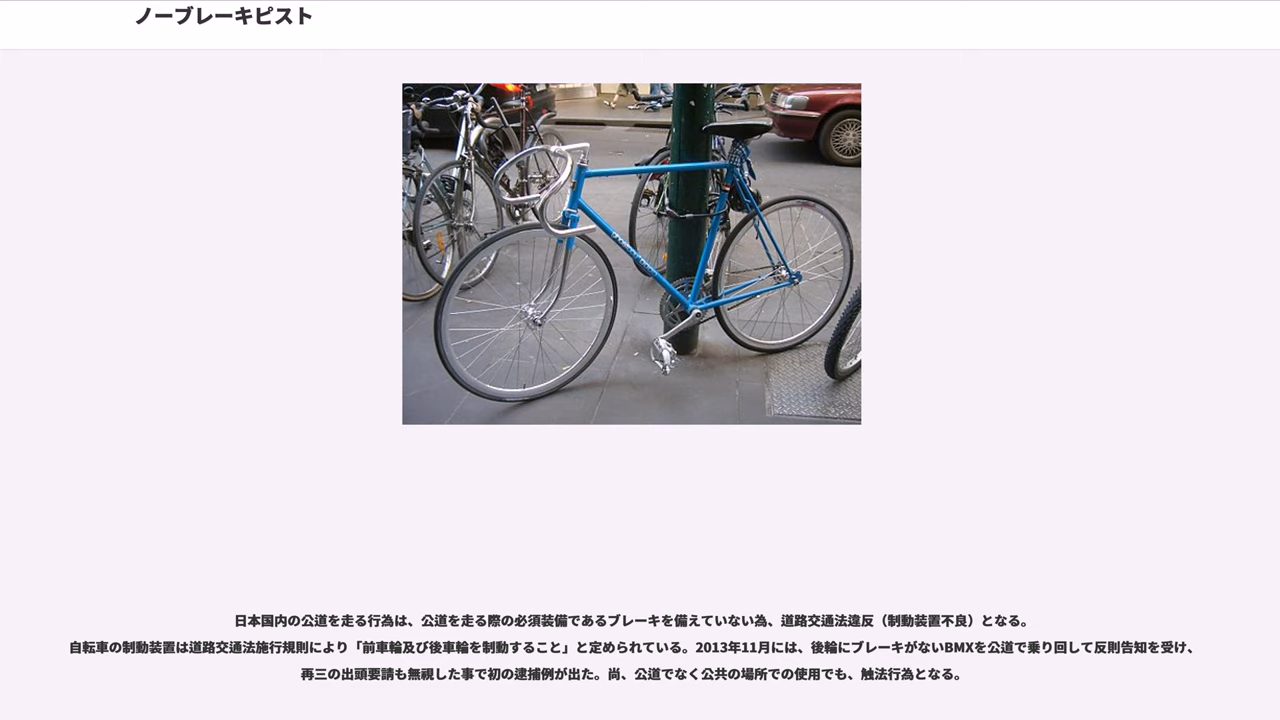 ノーブレーキピスト
日本国内の公道を走る行為は、公道を走る際の必須装備であるブレーキを備えていない為、道路交通法違反（制動装置不良）となる。
自転車の制動装置は道路交通法施行規則により「前車輪及び後車輪を制動すること」と定められている。2013年11月には、後輪にブレーキがないBMXを公道で乗り回して反則告知を受け、
再三の出頭要請も無視した事で初の逮捕例が出た。尚、公道でなく公共の場所での使用でも、触法行為となる。